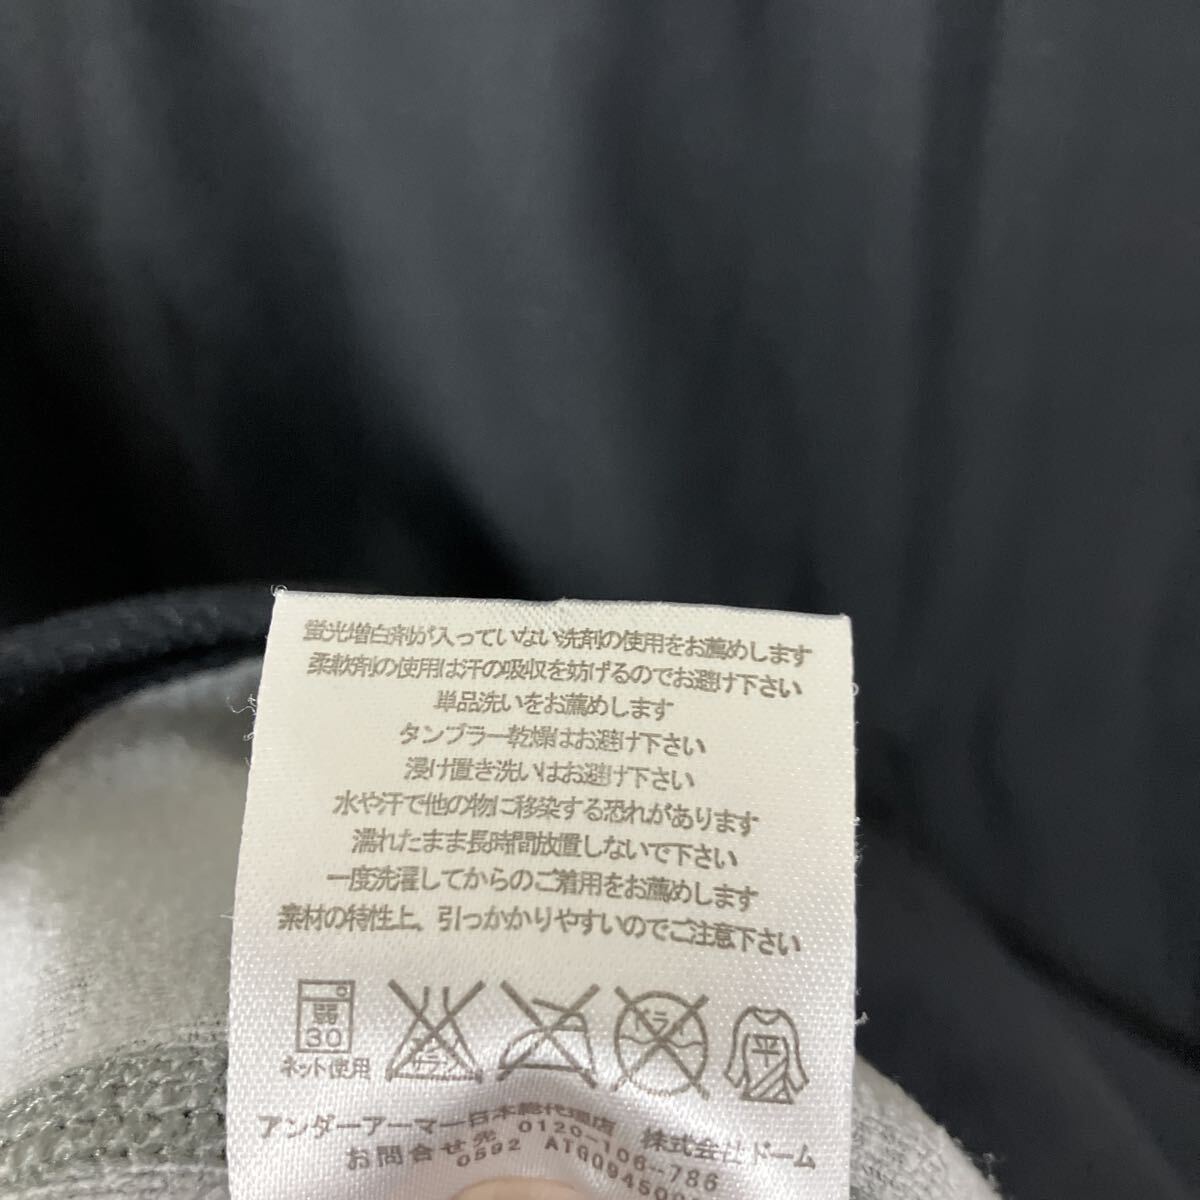 蛍光増白剤が入っていない洗剤の使用をお薦めします
柔軟剤の使用は汗の吸収を妨げるのでお避け下さい
単品洗いをお薦めします
タンブラー乾燥はお避け下さい
浸け置き洗いはお避け下さい
水や汗で他の物に移染する恐れがあります
濡れたまま長時間放置しないで下さい
一度洗濯してからのご着用をお薦めします
素材の特性上、引っかかりやすいのでご注意下さい
弱
30
ネット使用
エンソ
サラシ
ドライ
平
アンダーアーマー日本総代理店 株式会社ドーム
お問合せ先 0120-106-786
0592